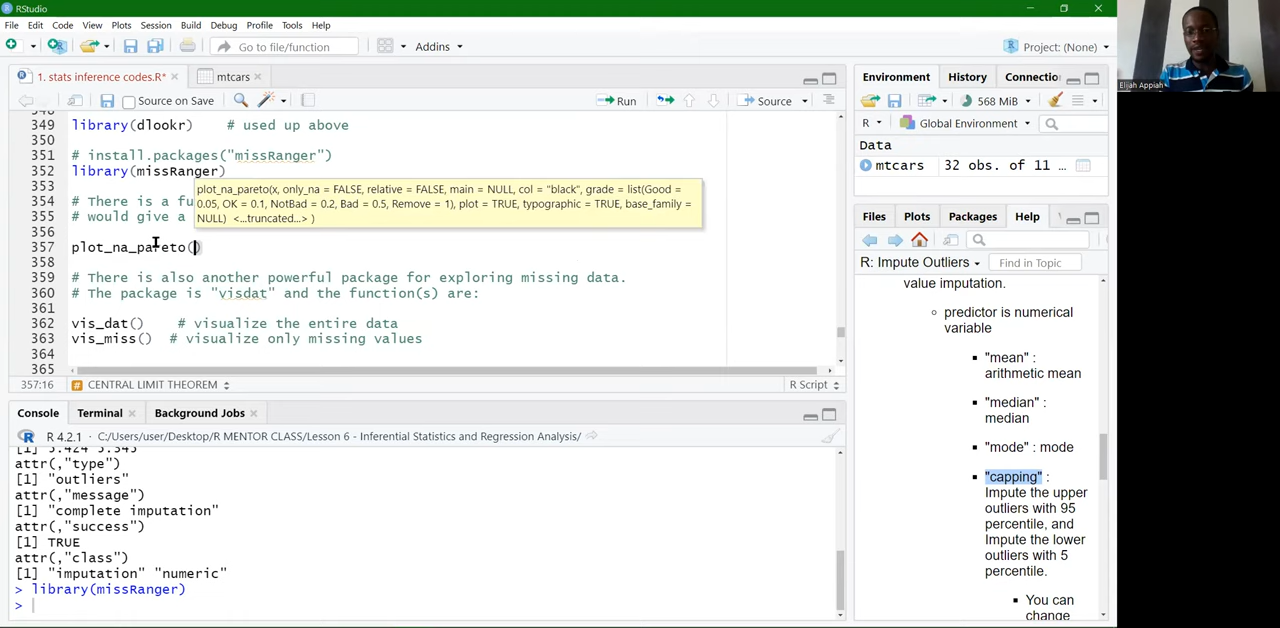 RStudio
File Edit Code View Plots Session Build Debug Profile Tools Help
Go to file/function Addins Project: (None)
1. stats inference codes.R* mtcars
Source on Save Run Source
349 library(dlookr) # used up above
350
351 # install.packages("missRanger")
352 library(missRanger)
353
354 # There is a fu
355 # would give a
356
357 plot_na_pareto()
358
359 # There is also another powerful package for exploring missing data.
360 # The package is "visdat" and the function(s) are:
361
362 vis_dat() # visualize the entire data
363 vis_miss() # visualize only missing values
364
365
plot_na_pareto(x, only_na = FALSE, relative = FALSE, main = NULL, col = "black", grade = list(Good =
0.05, OK = 0.1, NotBad = 0.2, Bad = 0.5, Remove = 1), plot = TRUE, typographic = TRUE, base_family =
NULL) <...truncated...> )
357:16 CENTRAL LIMIT THEOREM R Script
Console Terminal Background Jobs
R 4.2.1 · C:/Users/user/Desktop/R MENTOR CLASS/Lesson 6 - Inferential Statistics and Regression Analysis/
attr(,"type")
[1] "outliers"
attr(,"message")
[1] "complete imputation"
attr(,"success")
[1] TRUE
attr(,"class")
[1] "imputation" "numeric"
> library(missRanger)
>
Environment History Connectio
568 MiB
R Global Environment
Data
mtcars 32 obs. of 11 …
Files Plots Packages Help
R: Impute Outliers Find in Topic
value imputation.
predictor is numerical
variable
"mean" :
arithmetic mean
"median" :
median
"mode" : mode
"capping" :
Impute the upper
outliers with 95
percentile, and
Impute the lower
outliers with 5
percentile.
You can
change
Elijah Appiah